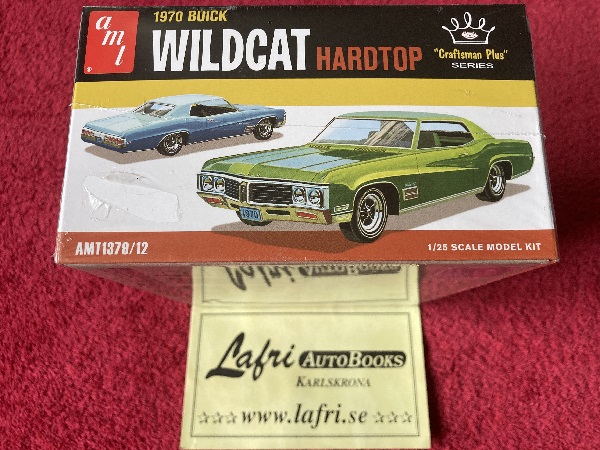 amt
®
1970 BUICK
WILDCAT HARDTOP
"Craftsman Plus"
SERIES
1970
AMT1379/12
1/25 SCALE MODEL KIT
Lafri AUTOBOOKS
KARLSKRONA
☆☆☆ www.lafri.se ☆☆☆